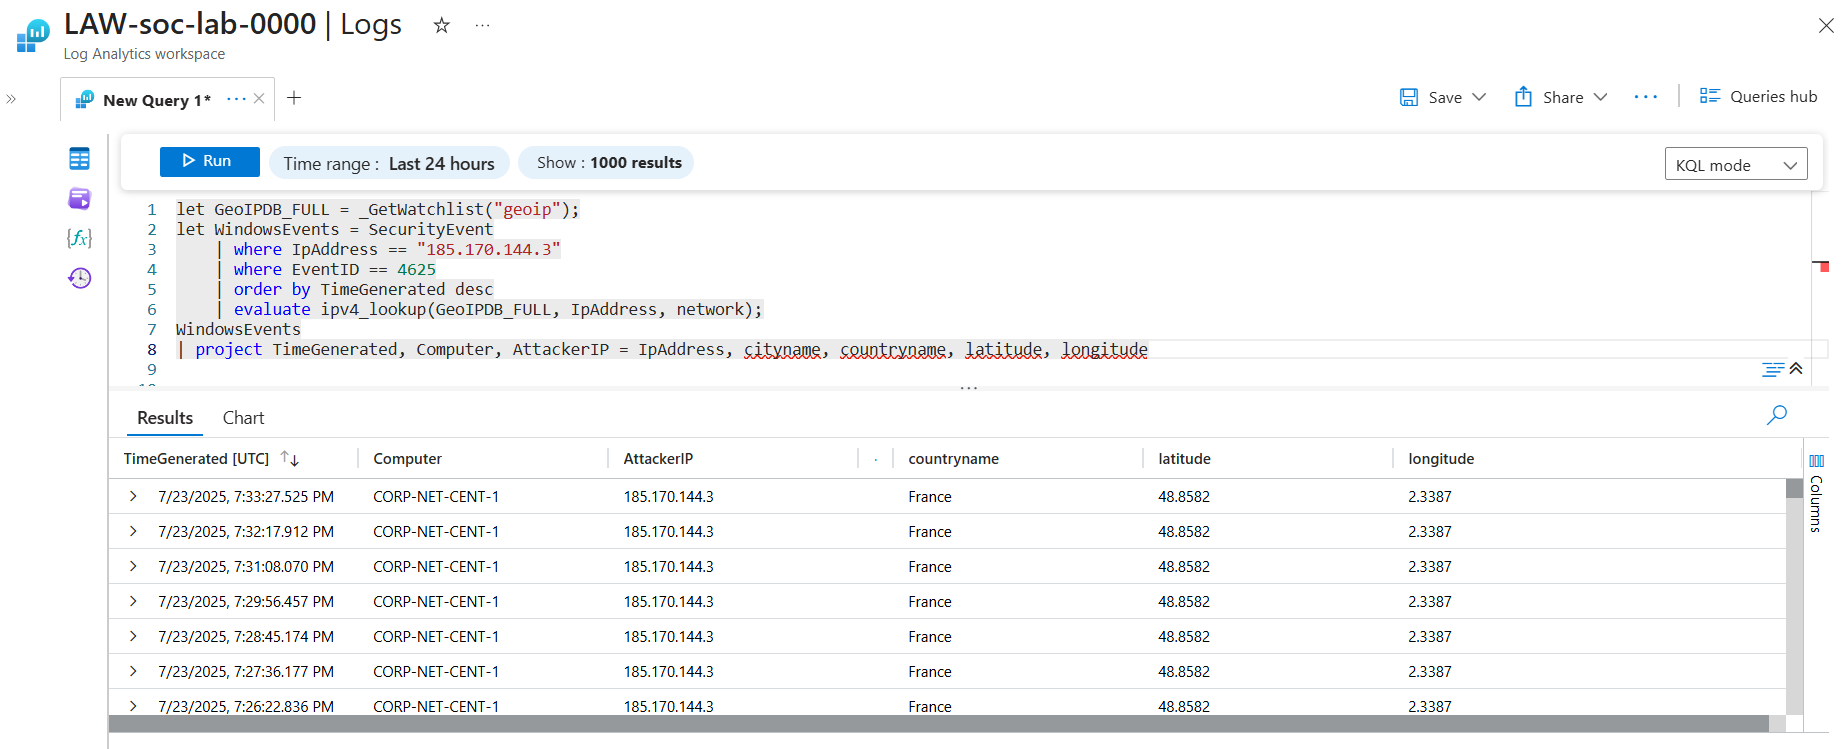 LAW-soc-lab-0000 | Logs
Log Analytics workspace
New Query 1*
Save
Share
Queries hub
Run
Time range : Last 24 hours
Show : 1000 results
KQL mode
1 let GeoIPDB_FULL = _GetWatchlist("geoip");
2 let WindowsEvents = SecurityEvent
3 | where IpAddress == "185.170.144.3"
4 | where EventID == 4625
5 | order by TimeGenerated desc
6 | evaluate ipv4_lookup(GeoIPDB_FULL, IpAddress, network);
7 WindowsEvents
8 | project TimeGenerated, Computer, AttackerIP = IpAddress, cityname, countryname, latitude, longitude
9
Results Chart
TimeGenerated [UTC] Computer AttackerIP countryname latitude longitude
7/23/2025, 7:33:27.525 PM CORP-NET-CENT-1 185.170.144.3 France 48.8582 2.3387
7/23/2025, 7:32:17.912 PM CORP-NET-CENT-1 185.170.144.3 France 48.8582 2.3387
7/23/2025, 7:31:08.070 PM CORP-NET-CENT-1 185.170.144.3 France 48.8582 2.3387
7/23/2025, 7:29:56.457 PM CORP-NET-CENT-1 185.170.144.3 France 48.8582 2.3387
7/23/2025, 7:28:45.174 PM CORP-NET-CENT-1 185.170.144.3 France 48.8582 2.3387
7/23/2025, 7:27:36.177 PM CORP-NET-CENT-1 185.170.144.3 France 48.8582 2.3387
7/23/2025, 7:26:22.836 PM CORP-NET-CENT-1 185.170.144.3 France 48.8582 2.3387
Columns